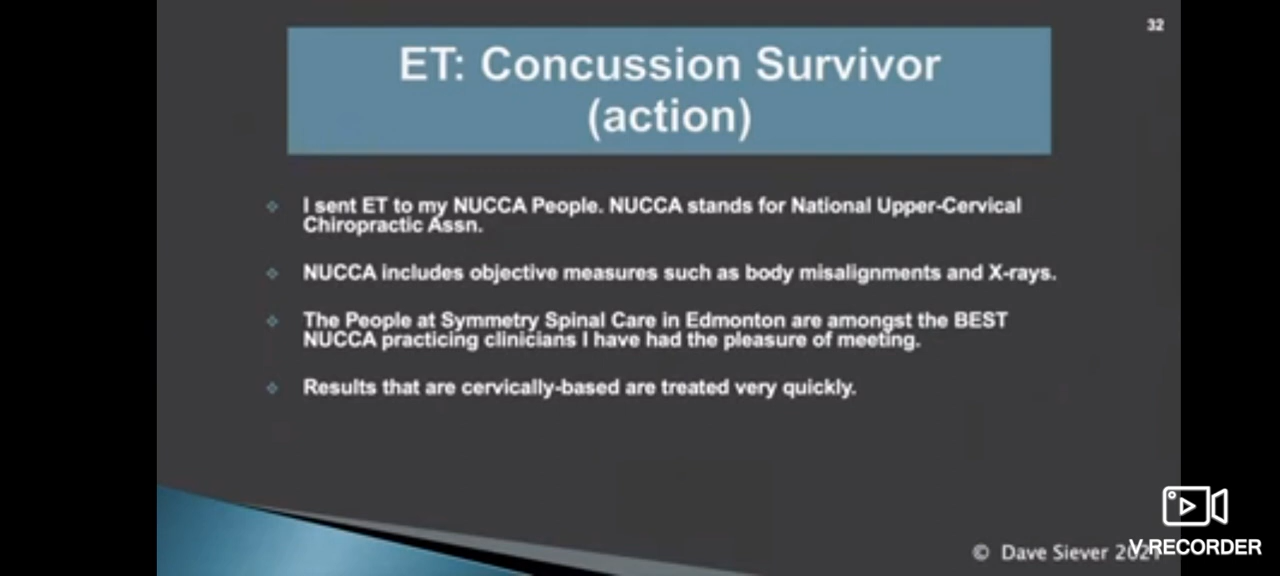 32
ET: Concussion Survivor
(action)
I sent ET to my NUCCA People. NUCCA stands for National Upper-Cervical
Chiropractic Assn.
NUCCA includes objective measures such as body misalignments and X-rays.
The People at Symmetry Spinal Care in Edmonton are amongst the BEST
NUCCA practicing clinicians I have had the pleasure of meeting.
Results that are cervically-based are treated very quickly.
© Dave Siever
V RECORDER